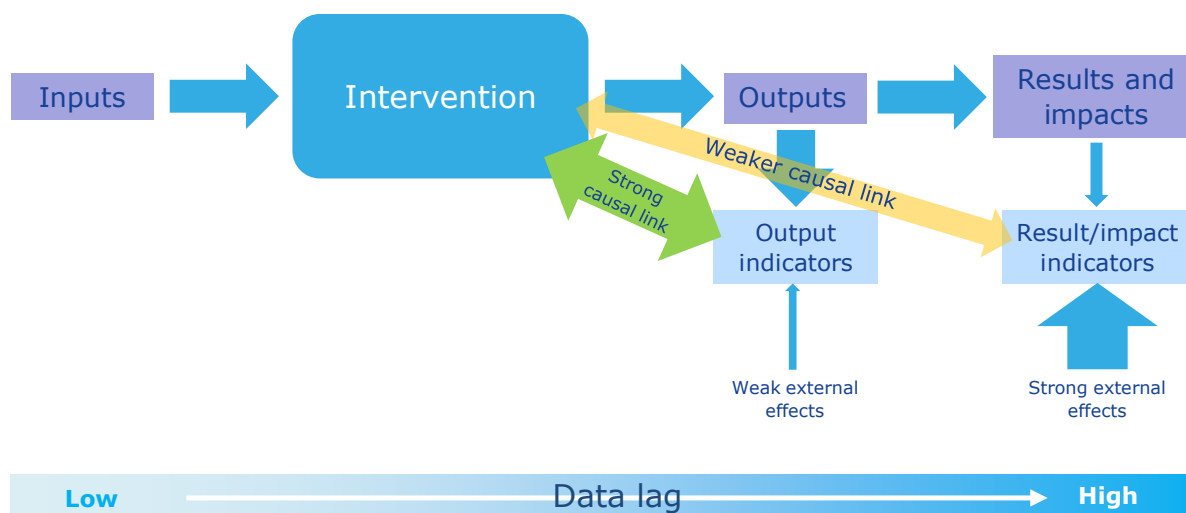 Inputs
Intervention
Outputs
Results and
impacts
Weaker causal link
Strong
causal link
Output
indicators
Result/impact
indicators
Weak external
effects
Strong external
effects
Low
Data lag
High